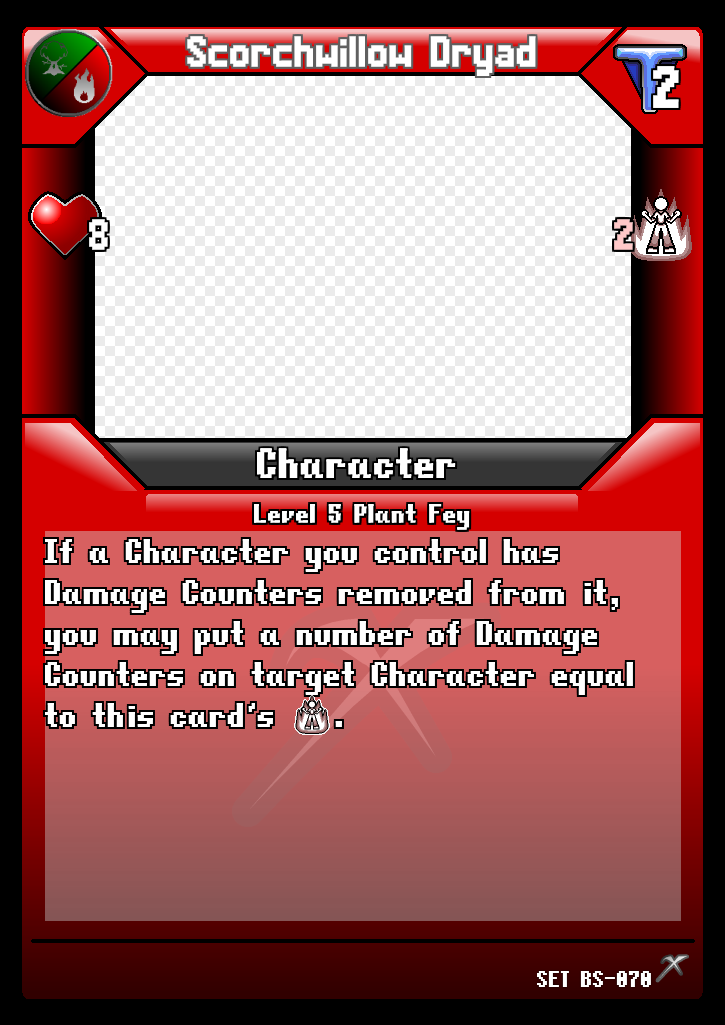 Scorchwillow Dryad
2
8
2
Character
Level 5 Plant Fey
If a Character you control has
Damage Counters removed from it,
you may put a number of Damage
Counters on target Character equal
to this card's .
SET BS-070